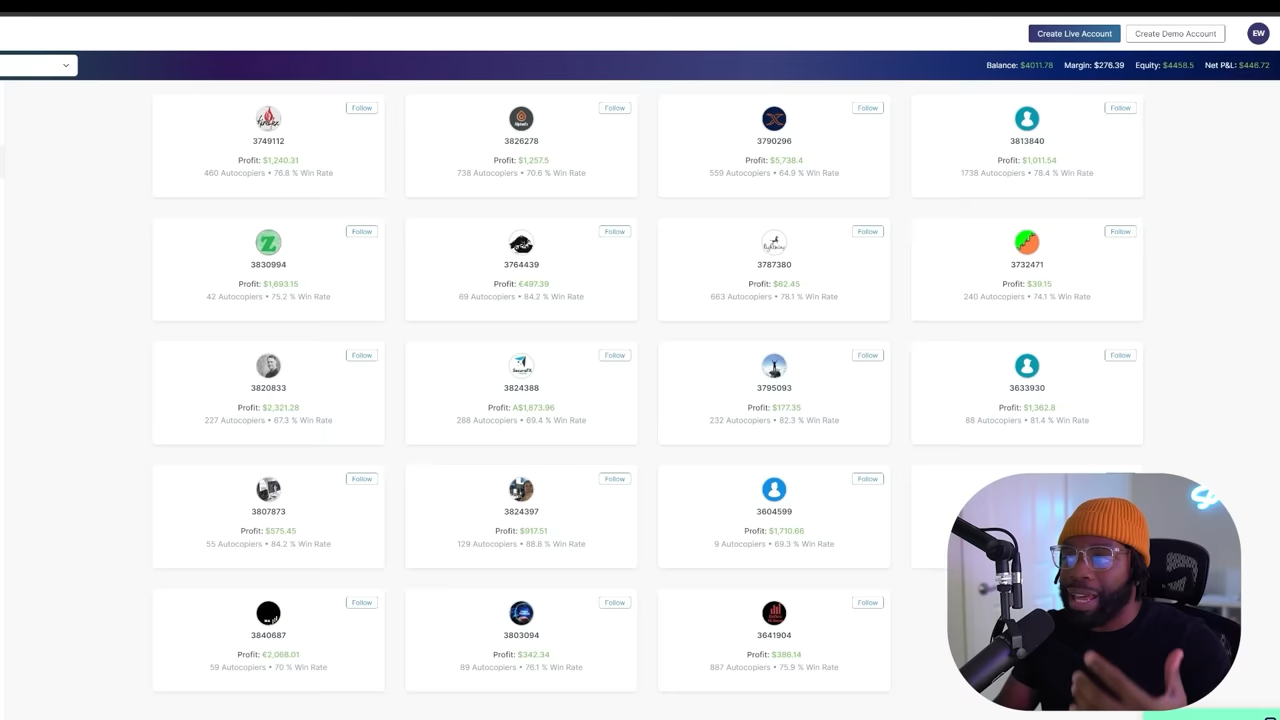 Create Live Account
Create Demo Account
EW
Balance: $4011.78 Margin: $276.39 Equity: $4458.5 Net P&L: $446.72
Follow
3749112
Profit: $1,240.31
460 Autocopiers • 76.8 % Win Rate
Follow
3826278
Profit: $1,257.5
738 Autocopiers • 70.6 % Win Rate
Follow
3790296
Profit: $5,738.4
559 Autocopiers • 64.9 % Win Rate
Follow
3813840
Profit: $1,011.54
1738 Autocopiers • 78.4 % Win Rate
Follow
Z
3830994
Profit: $1,693.15
42 Autocopiers • 75.2 % Win Rate
Follow
3764439
Profit: €497.39
69 Autocopiers • 84.2 % Win Rate
Follow
lightning
3787380
Profit: $62.45
663 Autocopiers • 78.1 % Win Rate
Follow
3732471
Profit: $39.15
240 Autocopiers • 74.1 % Win Rate
Follow
3820833
Profit: $2,321.28
227 Autocopiers • 67.3 % Win Rate
Follow
3824388
Profit: A$1,873.96
288 Autocopiers • 69.4 % Win Rate
Follow
3795093
Profit: $177.35
232 Autocopiers • 82.3 % Win Rate
Follow
3633930
Profit: $1,362.8
88 Autocopiers • 81.4 % Win Rate
Follow
3807873
Profit: $575.45
55 Autocopiers • 84.2 % Win Rate
Follow
3824397
Profit: $917.51
129 Autocopiers • 88.8 % Win Rate
Follow
3604599
Profit: $1,710.66
9 Autocopiers • 69.3 % Win Rate
Follow
3840687
Profit: €2,068.01
59 Autocopiers • 70 % Win Rate
Follow
3803094
Profit: $342.34
89 Autocopiers • 76.1 % Win Rate
Follow
3641904
Profit: $386.14
887 Autocopiers • 75.9 % Win Rate